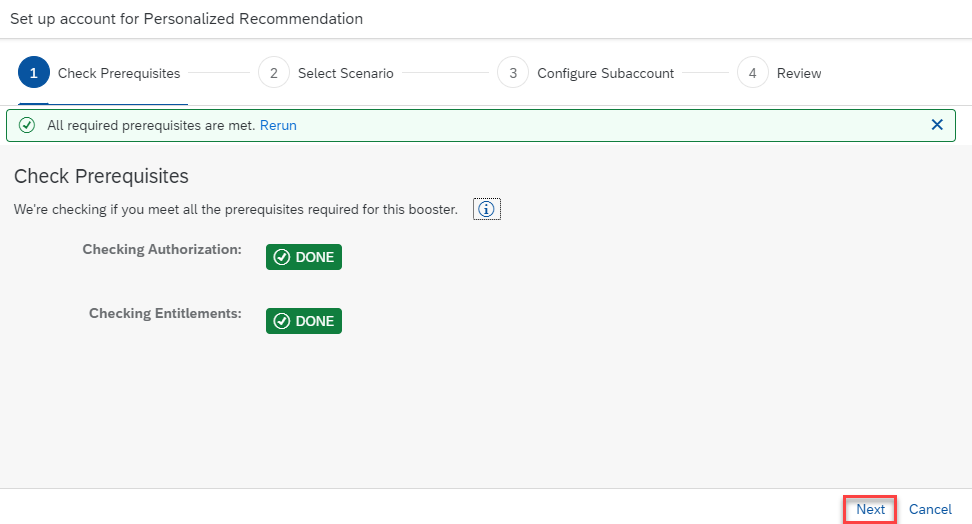 Set up account for Personalized Recommendation
1 Check Prerequisites 2 Select Scenario 3 Configure Subaccount 4 Review
All required prerequisites are met. Rerun
Check Prerequisites
We're checking if you meet all the prerequisites required for this booster.
Checking Authorization: DONE
Checking Entitlements: DONE
Next Cancel